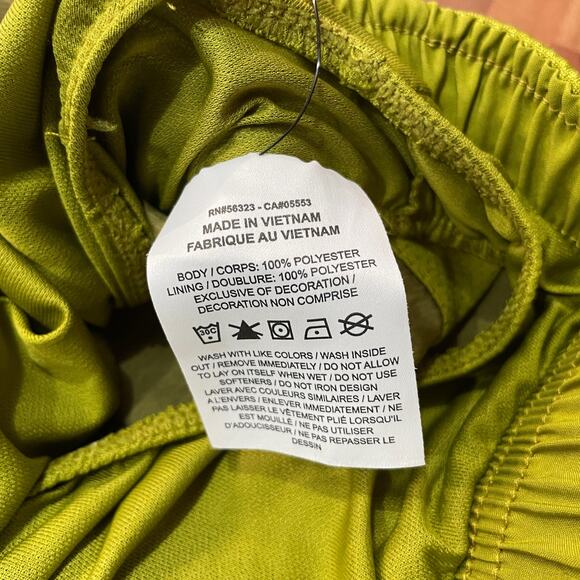 RN#56323 - CA#05553
MADE IN VIETNAM
FABRIQUE AU VIETNAM
BODY / CORPS: 100% POLYESTER
LINING / DOUBLURE: 100% POLYESTER
EXCLUSIVE OF DECORATION /
DECORATION NON COMPRISE
30C
WASH WITH LIKE COLORS / WASH INSIDE
OUT / REMOVE IMMEDIATELY / DO NOT ALLOW
TO LAY ON ITSELF WHEN WET / DO NOT USE
SOFTENERS / DO NOT IRON DESIGN
LAVER AVEC COULEURS SIMILAIRES / LAVER
A L'ENVERS / ENLEVER IMMEDIATEMENT / NE
PAS LAISSER LE VÊTEMENT PLIÉ LORSQU'IL
EST MOUILLÉ / NE PAS UTILISER
D'ADOUCISSEUR / NE PAS REPASSER LE
DESSIN